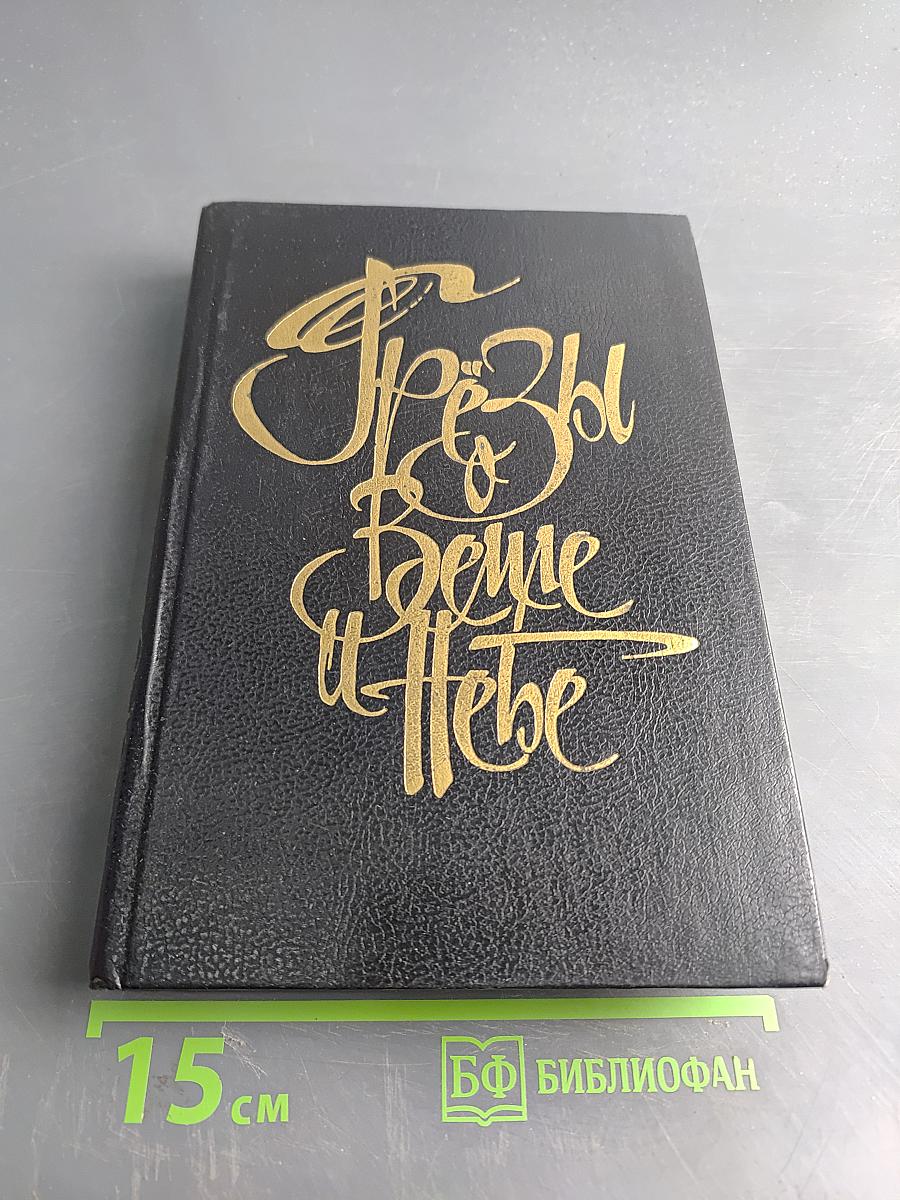 Грёзы
о
Земле
и Небе
15 см
БФ БИБЛИОФАН